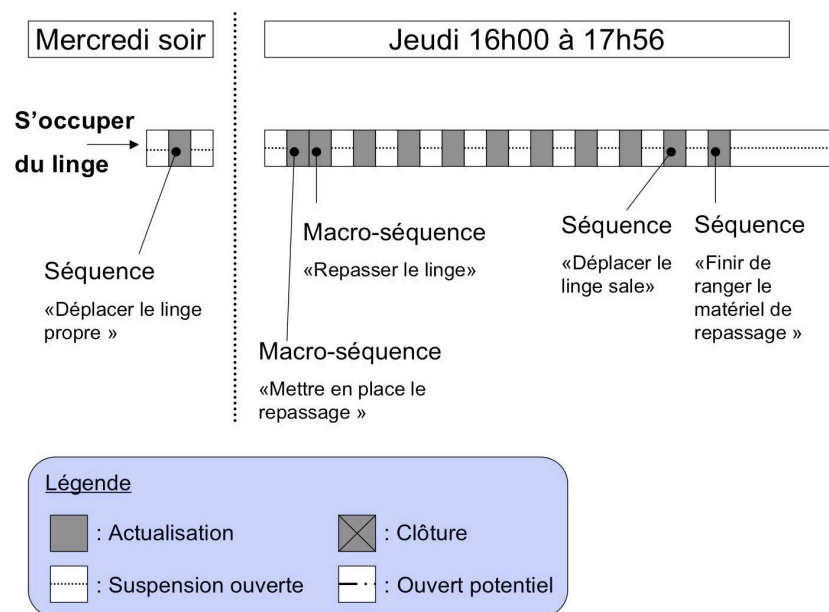 Mercredi soir
Jeudi 16h00 à 17h56
S’occuper
du linge
Séquence
«Déplacer le linge
propre »
Macro-séquence
«Repasser le linge»
Macro-séquence
«Mettre en place le
repassage »
Séquence
«Déplacer le
linge sale»
Séquence
«Finir de
ranger le
matériel de
repassage »
Légende
: Actualisation
: Clôture
: Suspension ouverte
: Ouvert potentiel